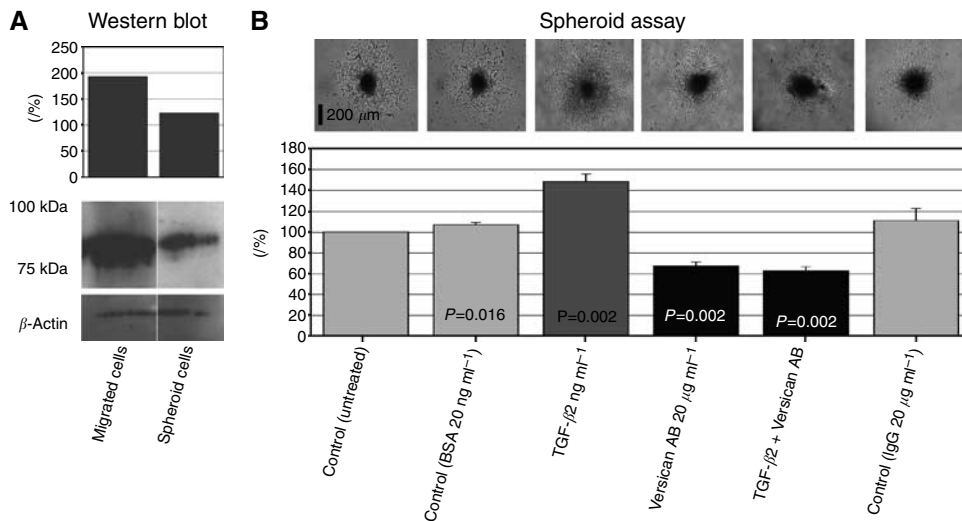 A
Western blot
250
200
150
100
50
0
(/%)
100 kDa
75 kDa
β-Actin
Migrated cells
Spheroid cells
B
Spheroid assay
200 μm
180
160
140
120
100
80
60
40
20
0
(/%)
P=0.016
P=0.002
P=0.002
P=0.002
Control (untreated)
Control (BSA 20 ng ml−1)
TGF-β2 ng ml−1
Versican AB 20 μg ml−1
TGF-β2 + Versican AB
Control (IgG 20 μg ml−1)